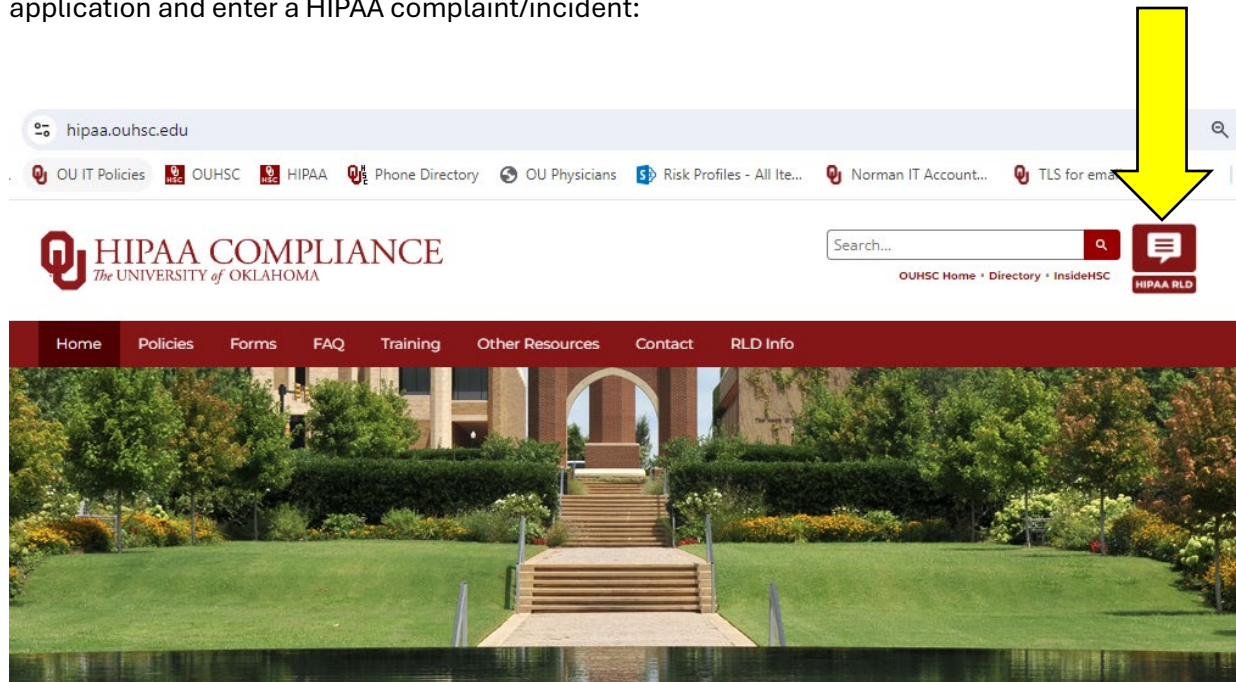 application and enter a HIPAA complaint/incident:
hipaa.ouhsc.edu
OU IT Policies OUHSC HIPAA Phone Directory OU Physicians Risk Profiles - All Ite... Norman IT Account... TLS for email
HIPAA COMPLIANCE
The UNIVERSITY of OKLAHOMA
Search...
OUHSC Home • Directory • InsideHSC
HIPAA RLD
Home Policies Forms FAQ Training Other Resources Contact RLD Info